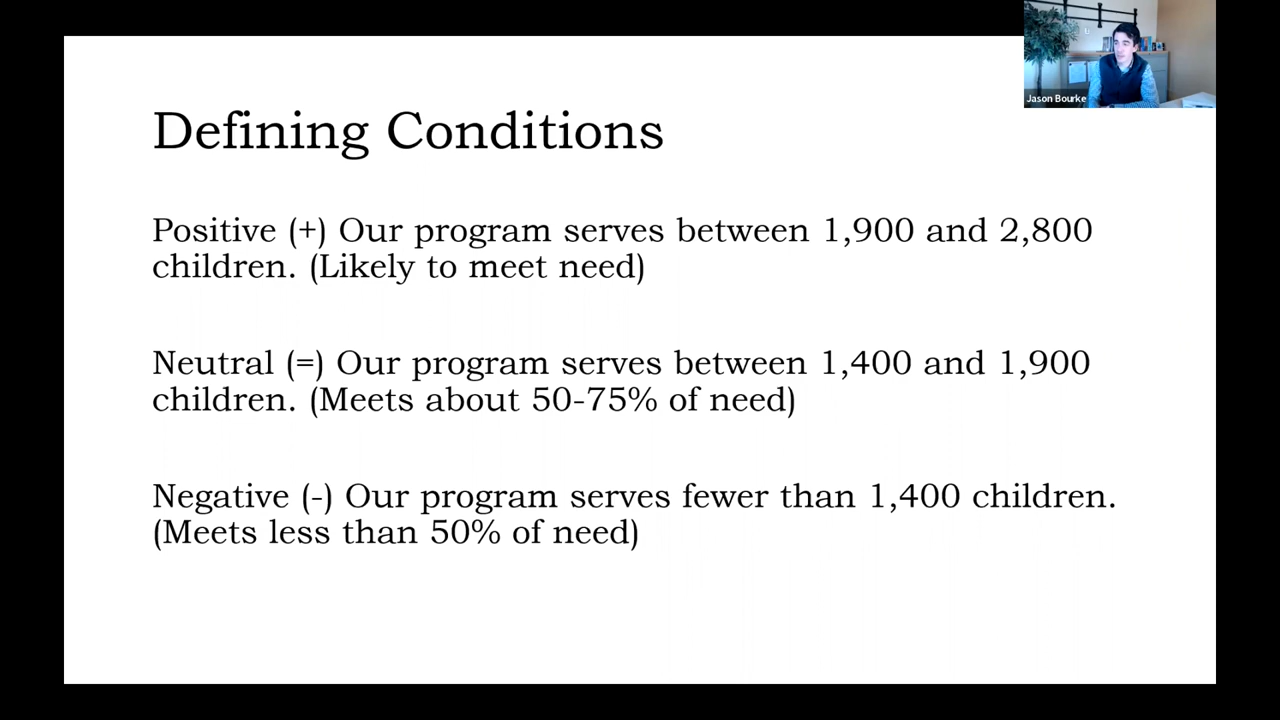 Jason Bourke
Defining Conditions
Positive (+) Our program serves between 1,900 and 2,800
children. (Likely to meet need)
Neutral (=) Our program serves between 1,400 and 1,900
children. (Meets about 50-75% of need)
Negative (-) Our program serves fewer than 1,400 children.
(Meets less than 50% of need)